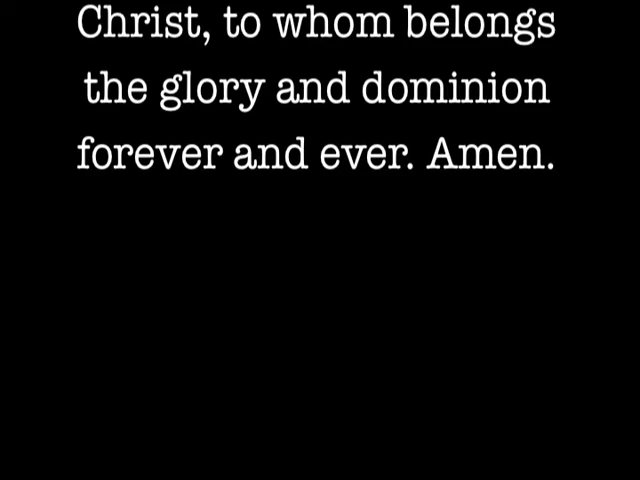 Christ, to whom belongs
the glory and dominion
forever and ever. Amen.